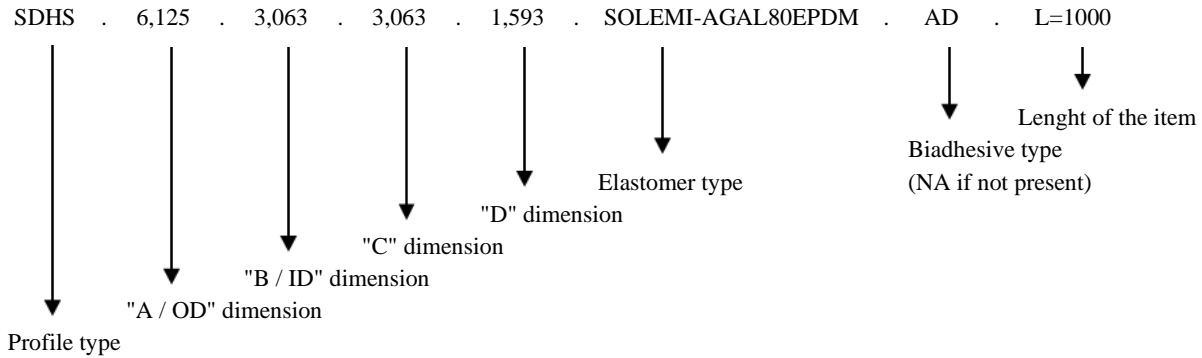 SDHS . 6,125 . 3,063 . 3,063 . 1,593 . SOLEMI-AGAL80EPDM . AD . L=1000
Lenght of the item
Biadhesive type
(NA if not present)
Elastomer type
"D" dimension
"C" dimension
"B / ID" dimension
"A / OD" dimension
Profile type